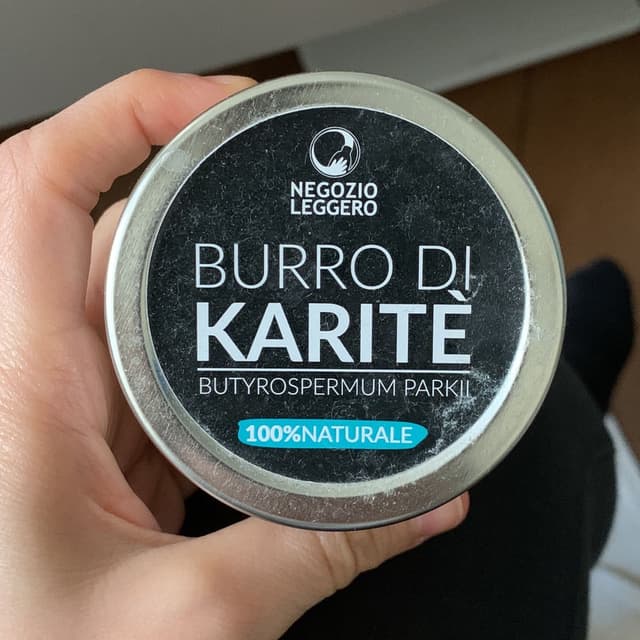 NEGOZIO
LEGGERO
BURRO DI
KARITÈ
BUTYROSPERMUM PARKII
100%NATURALE